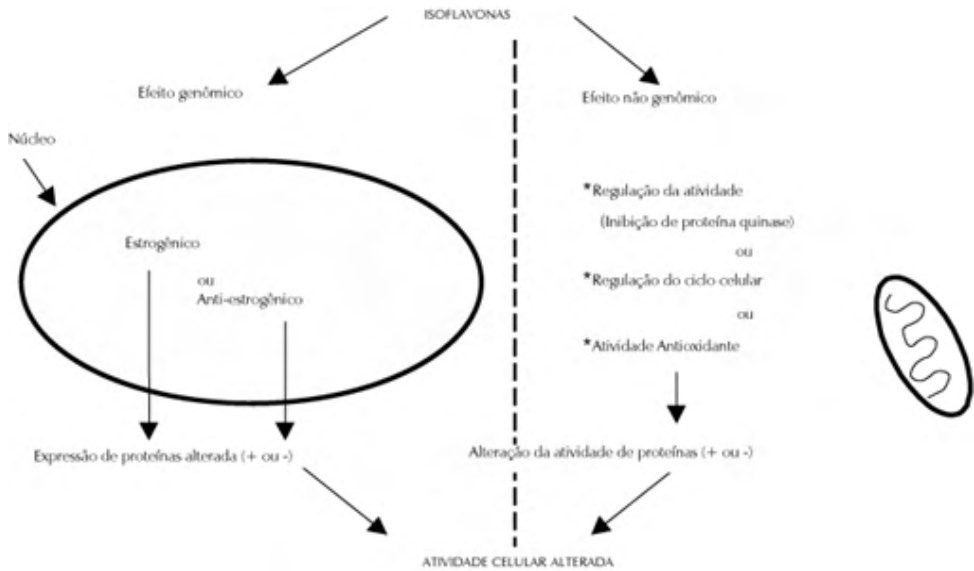 ISOFLAVONAS
Efeito genômico
Núcleo
Estrogênico
ou
Anti-estrogênico
Expressão de proteínas alterada (+ ou -)
Efeito não genômico
*Regulação da atividade
(Inibição de proteína quinase)
ou
*Regulação do ciclo celular
ou
*Atividade Antioxidante
Alteração da atividade de proteínas (+ ou -)
ATIVIDADE CELULAR ALTERADA